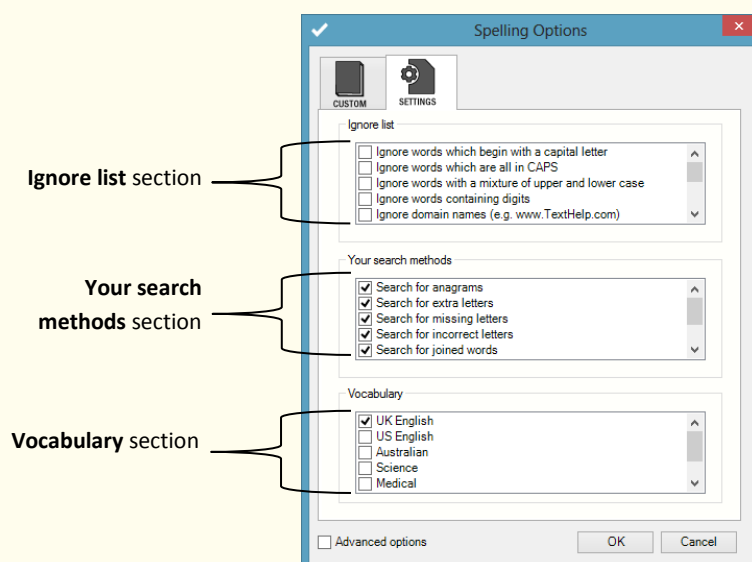 Spelling Options
CUSTOM
SETTINGS
Ignore list
Ignore words which begin with a capital letter
Ignore words which are all in CAPS
Ignore words with a mixture of upper and lower case
Ignore words containing digits
Ignore domain names (e.g. www.TextHelp.com)
Ignore list section
Your search methods
Search for anagrams
Search for extra letters
Search for missing letters
Search for incorrect letters
Search for joined words
Your search
methods section
Vocabulary
UK English
US English
Australian
Science
Medical
Vocabulary section
Advanced options
OK
Cancel